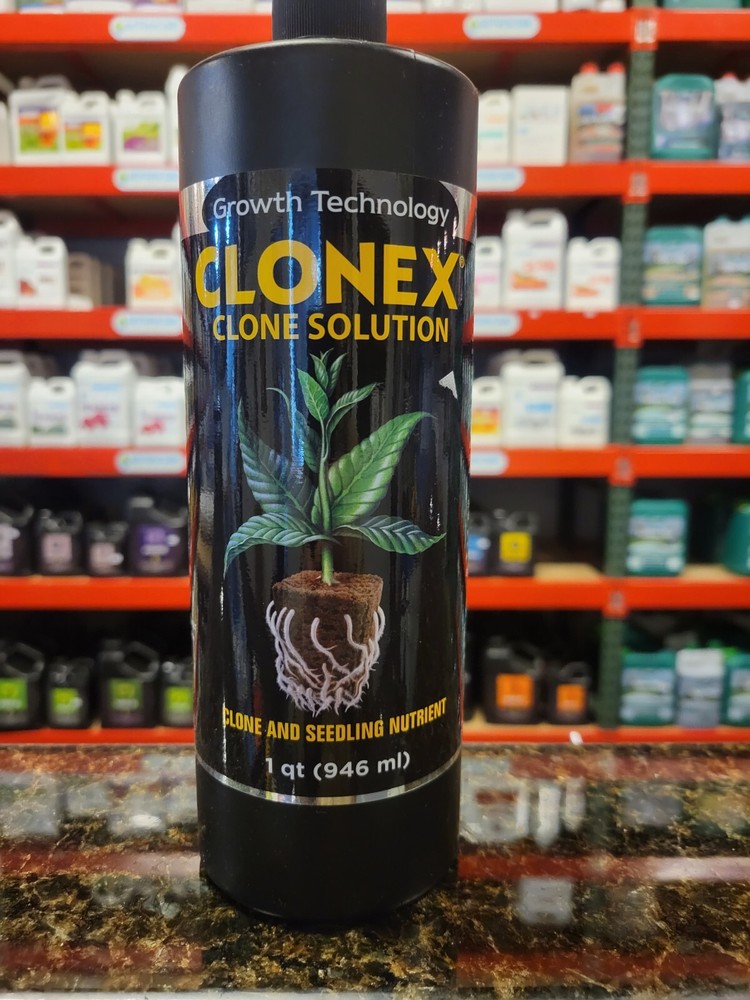 Growth Technology
CLONEX®
CLONE SOLUTION
CLONE AND SEEDLING NUTRIENT
1 qt (946 ml)